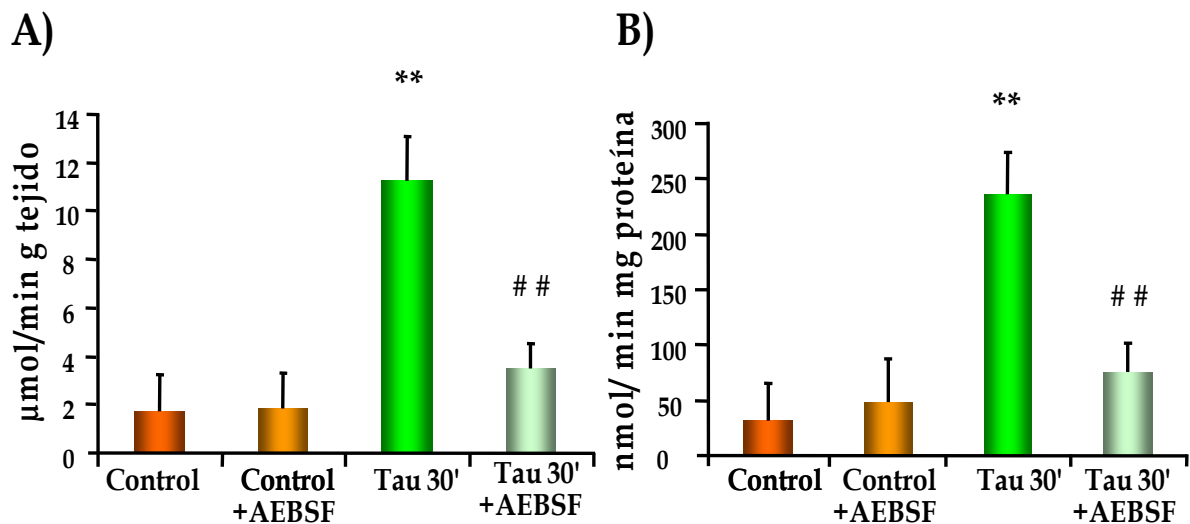 A)
µmol/min g tejido
14
12
10
8
6
4
2
0
**
# #
Control
Control
+AEBSF
Tau 30'
Tau 30'
+AEBSF
B)
nmol/ min mg proteína
300
250
200
150
100
50
0
**
# #
Control
Control
+AEBSF
Tau 30'
Tau 30'
+AEBSF